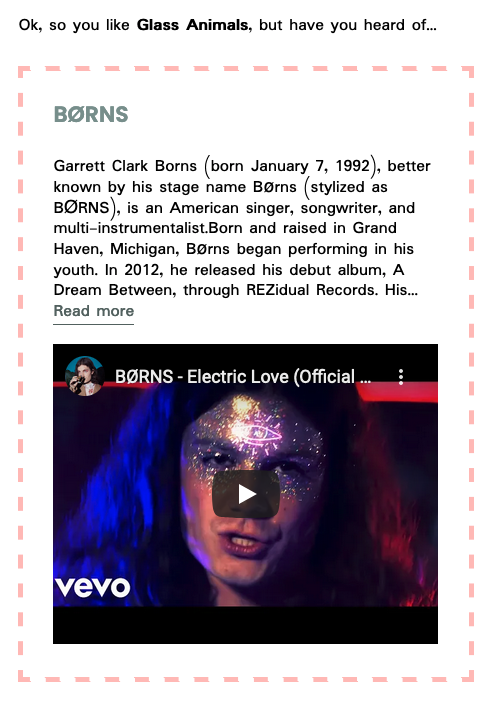 Ok, so you like Glass Animals, but have you heard of...
BØRNS
Garrett Clark Borns (born January 7, 1992), better
known by his stage name Børns (stylized as
BØRNS), is an American singer, songwriter, and
multi-instrumentalist.Born and raised in Grand
Haven, Michigan, Børns began performing in his
youth. In 2012, he released his debut album, A
Dream Between, through REZidual Records. His...
Read more
BØRNS - Electric Love (Official ...
vevo